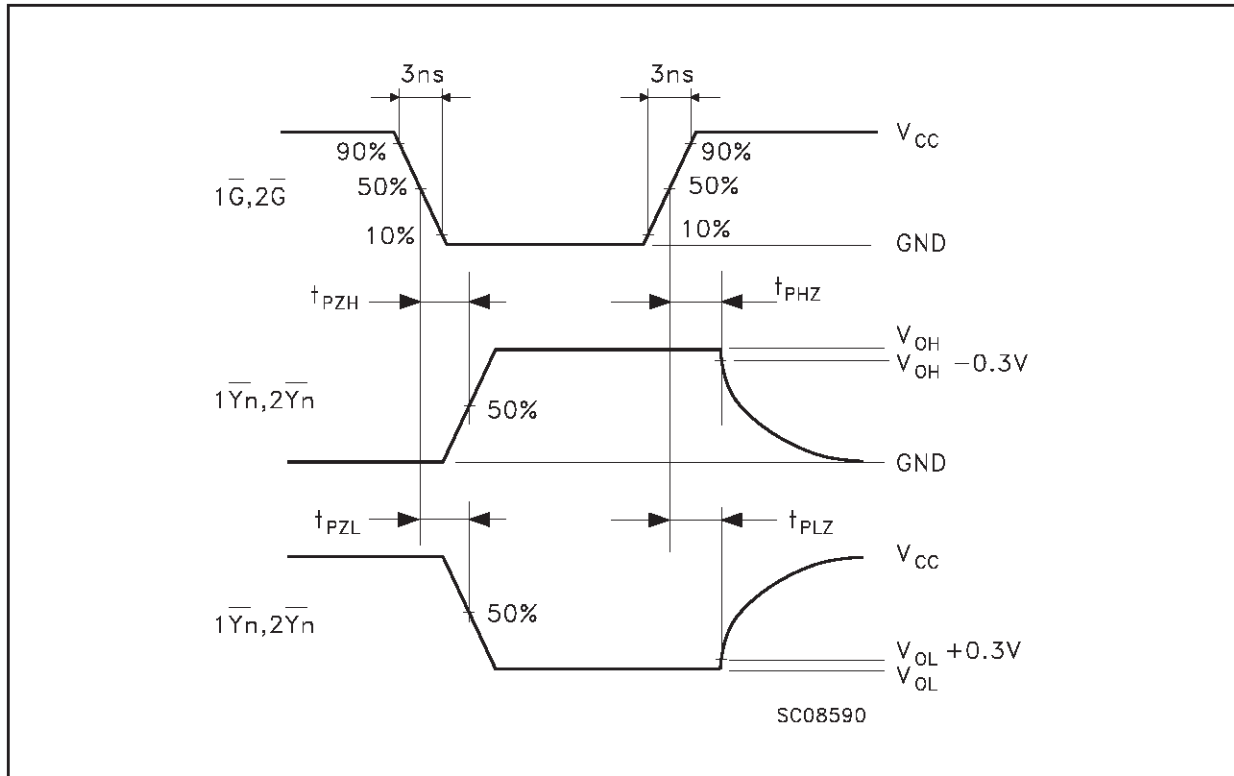 3ns 3ns
V_CC
90% 90%
1G̅,2G̅ 50% 50%
10% 10%
GND
t_PZH t_PHZ
V_OH
V_OH -0.3V
1Y̅n̅,2Y̅n̅ 50%
GND
t_PZL t_PLZ
V_CC
1Y̅n̅,2Y̅n̅ 50%
V_OL +0.3V
V_OL
SC08590